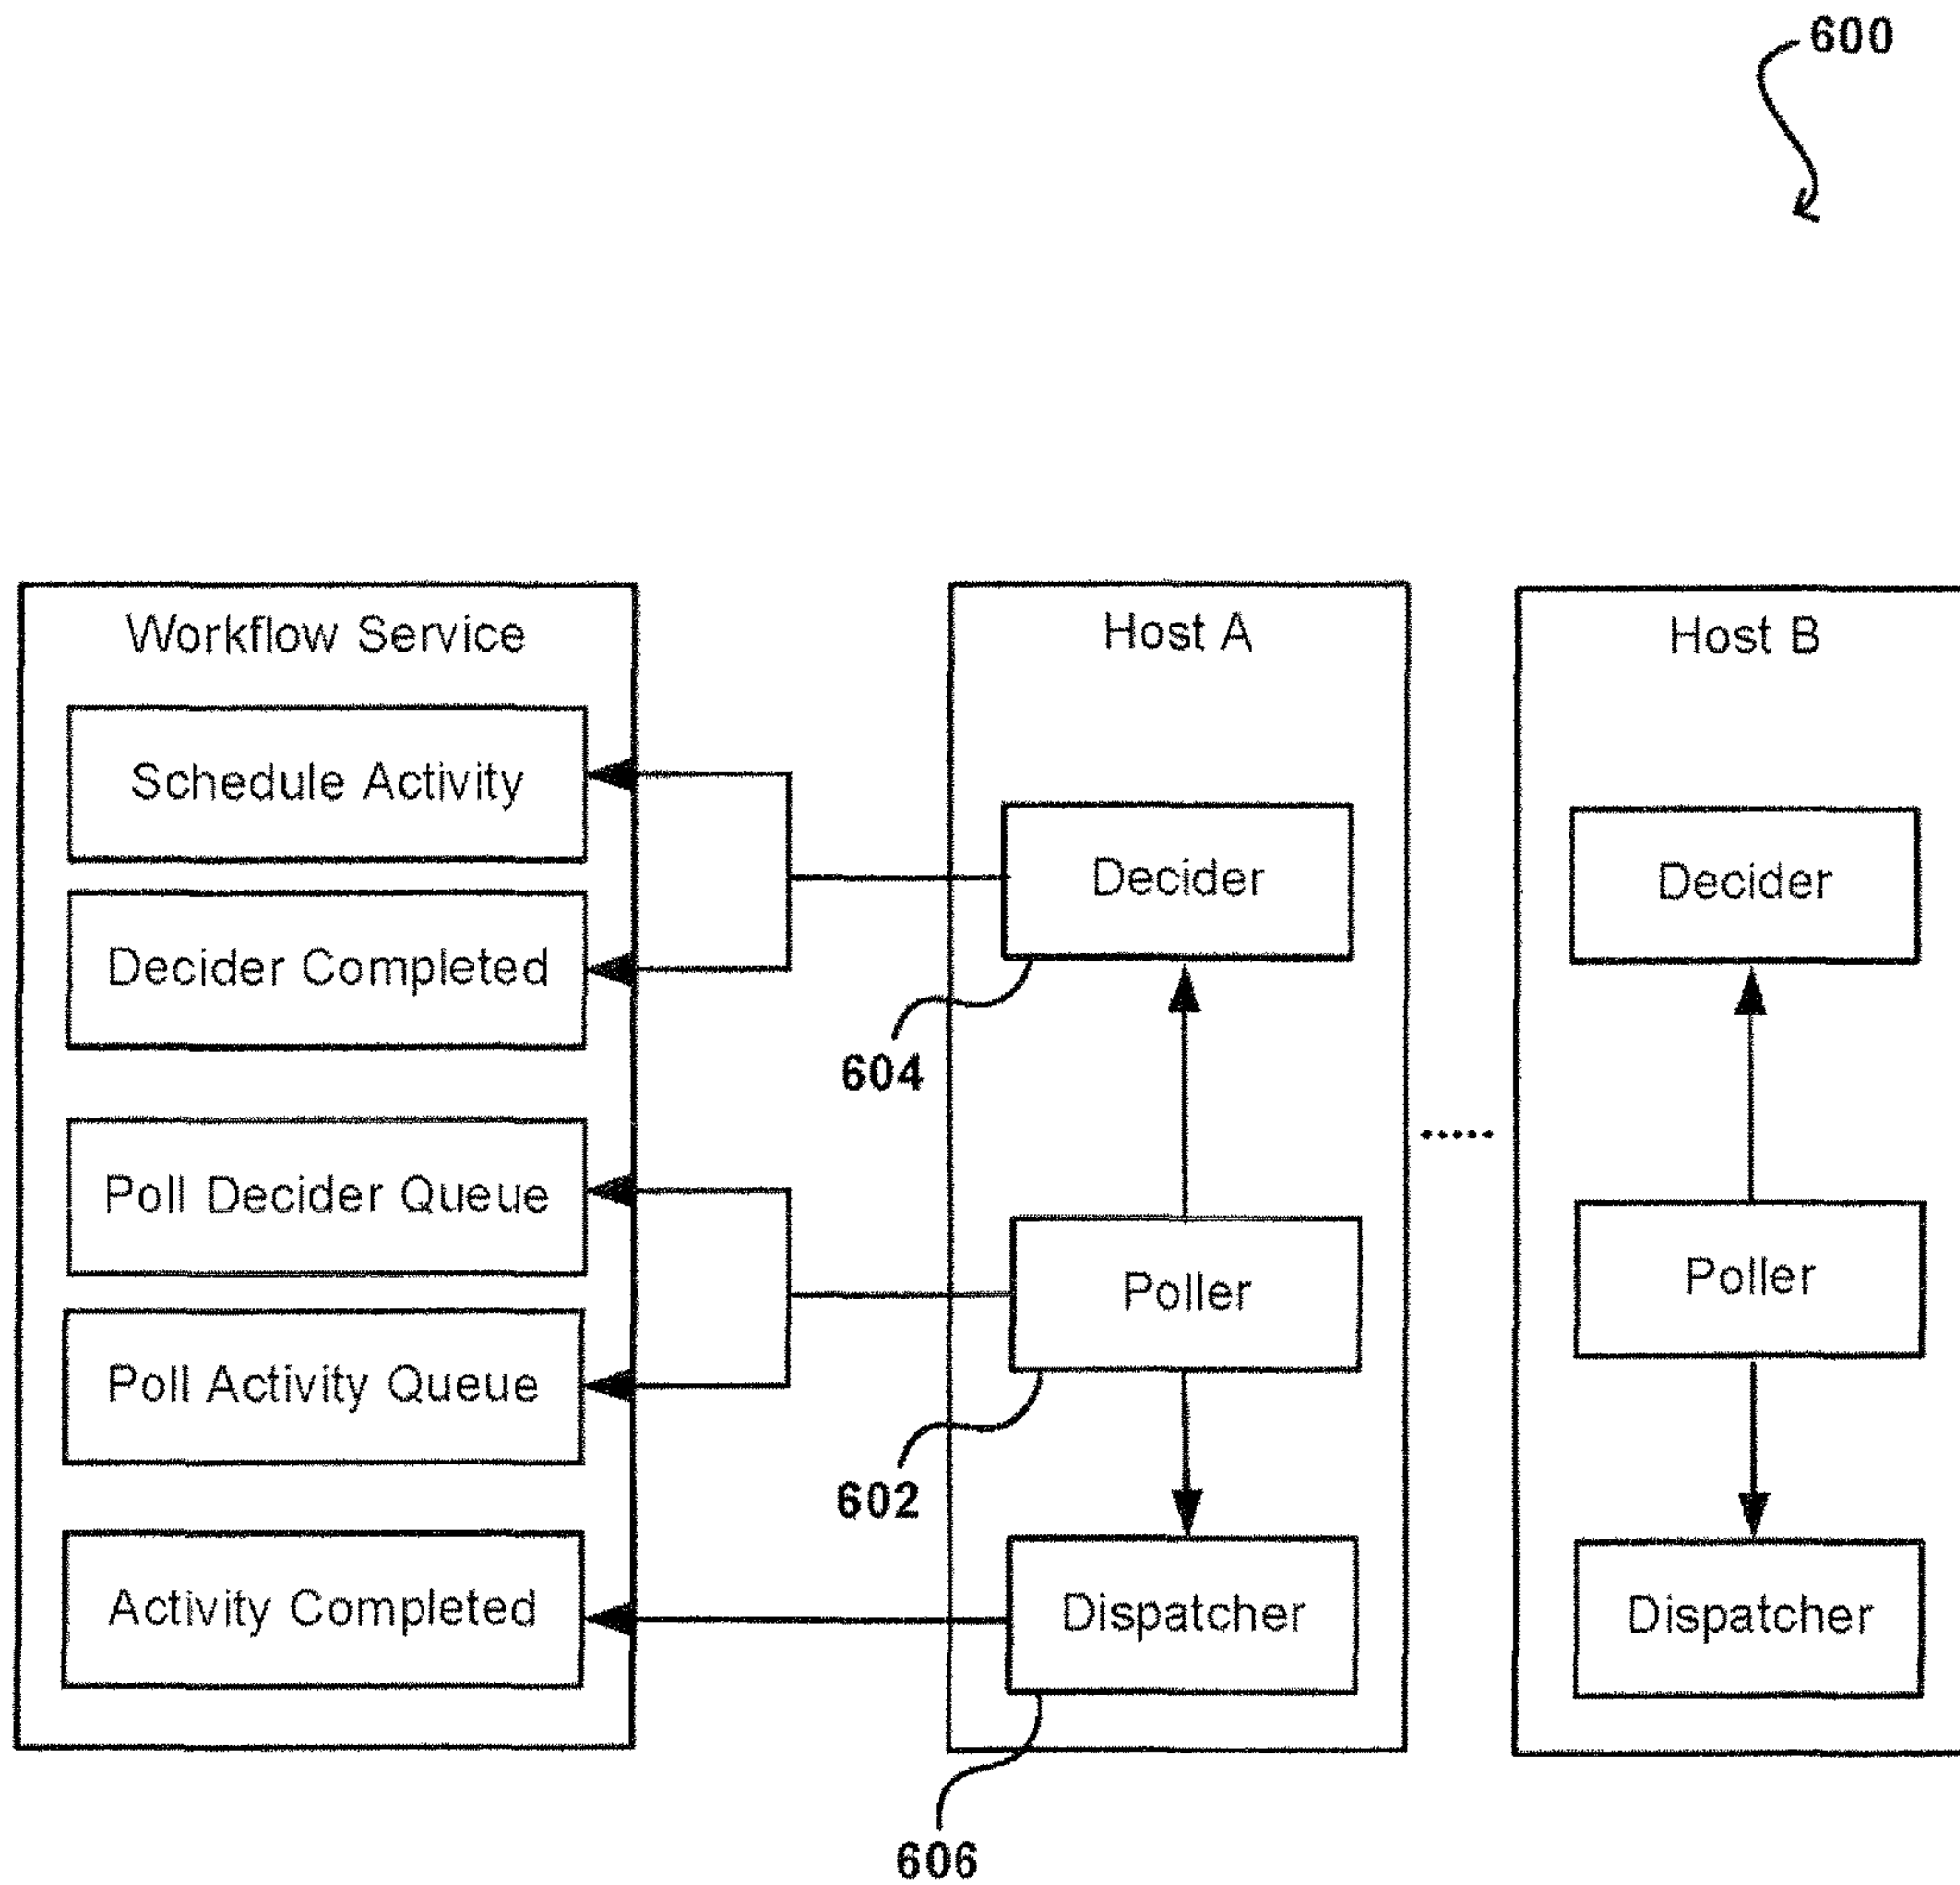 600
Workflow Service
Schedule Activity
Decider Completed
Poll Decider Queue
Poll Activity Queue
Activity Completed
Host A
Decider
604
Poller
602
Dispatcher
606
.....
Host B
Decider
Poller
Dispatcher